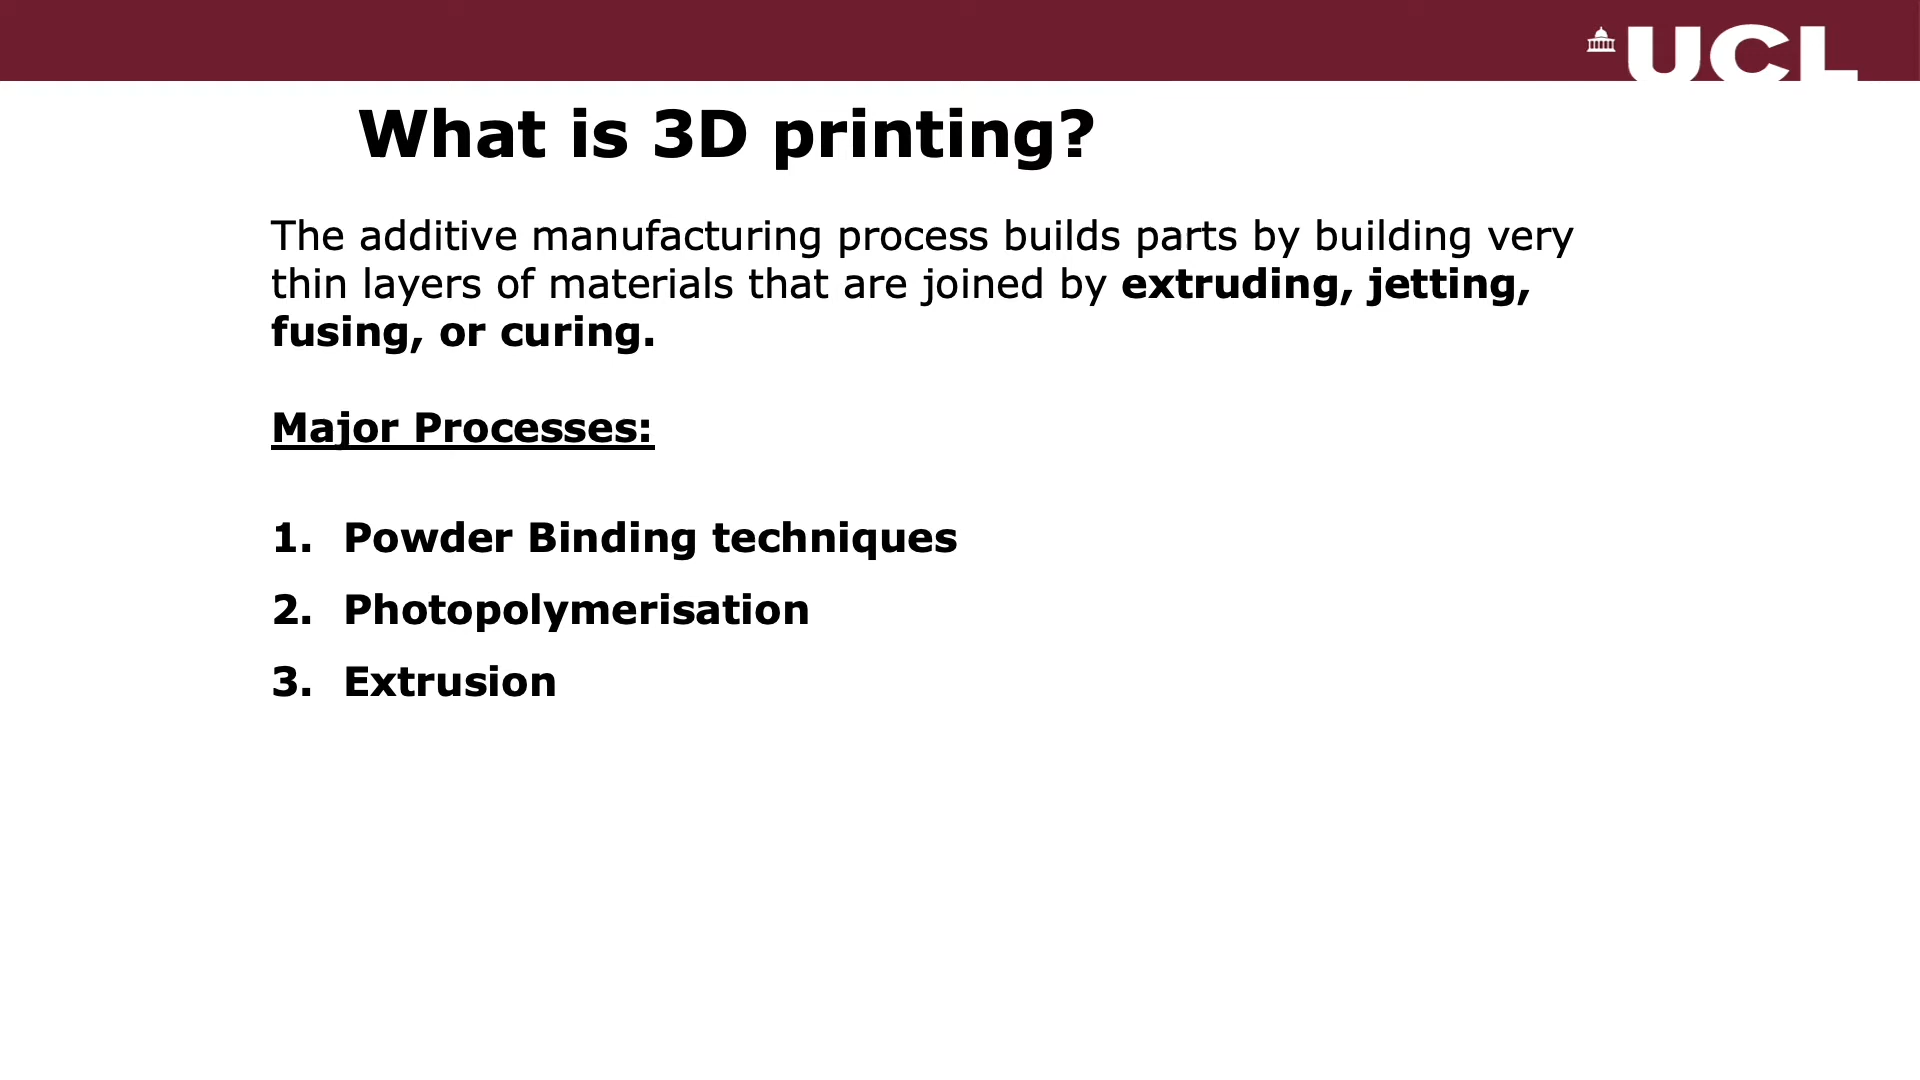 UCL
What is 3D printing?
The additive manufacturing process builds parts by building very
thin layers of materials that are joined by extruding, jetting,
fusing, or curing.
Major Processes:
1. Powder Binding techniques
2. Photopolymerisation
3. Extrusion